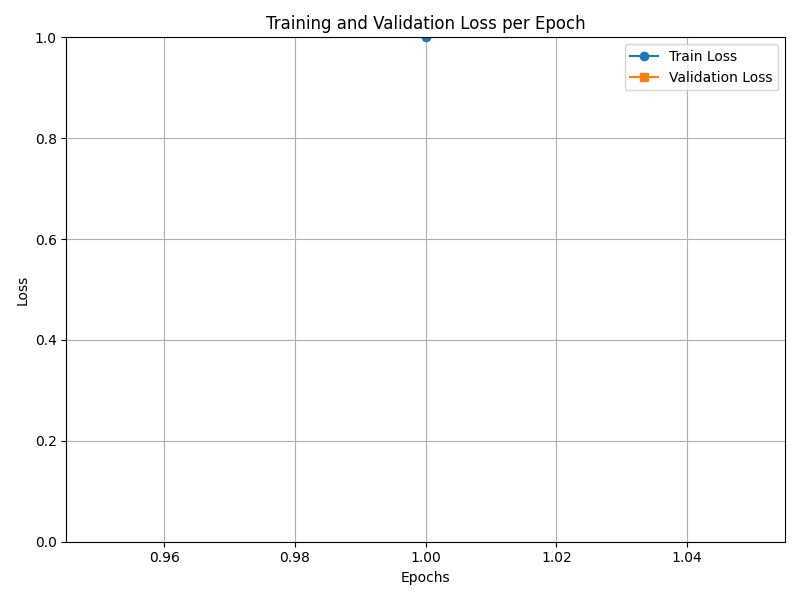 Training and Validation Loss per Epoch
Train Loss
Validation Loss
Loss
1.0
0.8
0.6
0.4
0.2
0.0
0.96 0.98 1.00 1.02 1.04
Epochs